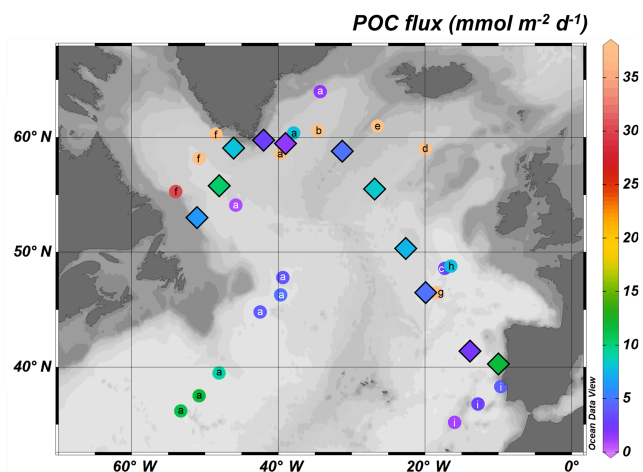 POC flux (mmol m⁻² d⁻¹)
35
30
25
20
15
10
5
0
60° N
50° N
40° N
60° W
40° W
20° W
0°
a
f
a
b
e
f
a
d
f
a
a
c
h
a
g
a
a
i
a
i
a
i
Ocean Data View